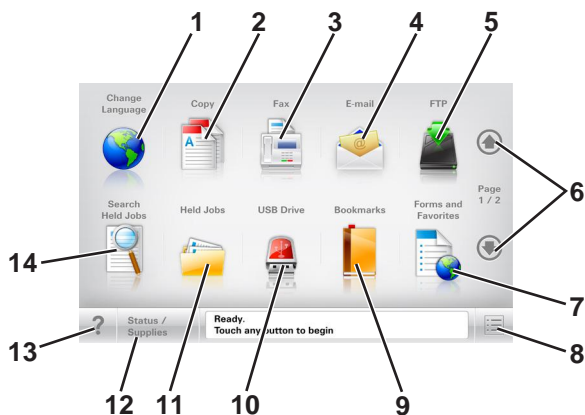 1 2 3 4 5
Change
Language
Copy
Fax
E-mail
FTP
A
@
6
Page
1 / 2
Search
Held Jobs
Held Jobs
USB Drive
Bookmarks
Forms and
Favorites
14
7
?
Status /
Supplies
Ready.
Touch any button to begin
13 12 11 10 9 8